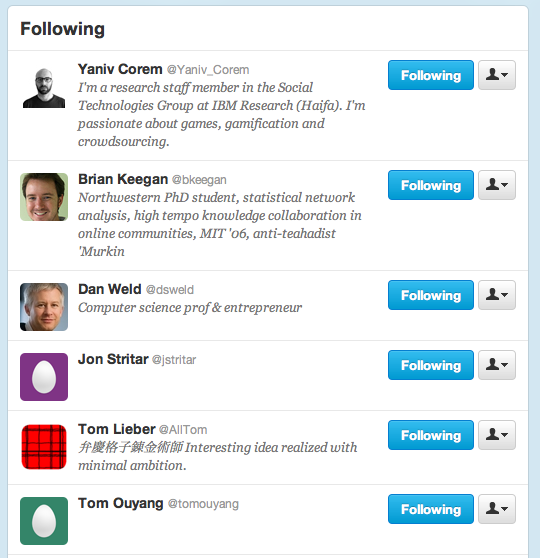 Following
Yaniv Corem @Yaniv_Corem
Following
I'm a research staff member in the Social
Technologies Group at IBM Research (Haifa). I'm
passionate about games, gamification and
crowdsourcing.
Brian Keegan @bkeegan
Following
Northwestern PhD student, statistical network
analysis, high tempo knowledge collaboration in
online communities, MIT '06, anti-teahadist
'Murkin
Dan Weld @dsweld
Following
Computer science prof & entrepreneur
Jon Stritar @jstritar
Following
Tom Lieber @AllTom
Following
弁慶格子錬金術師 Interesting idea realized with
minimal ambition.
Tom Ouyang @tomouyang
Following